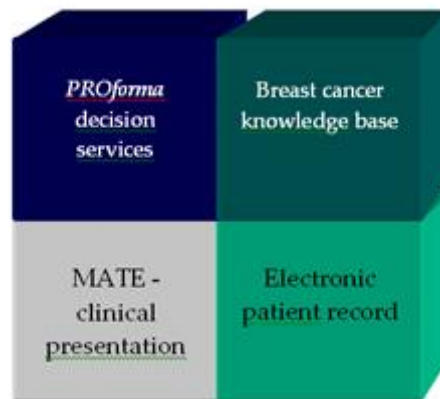 PROforma
decision
services
Breast cancer
knowledge base
MATE -
clinical
presentation
Electronic
patient record